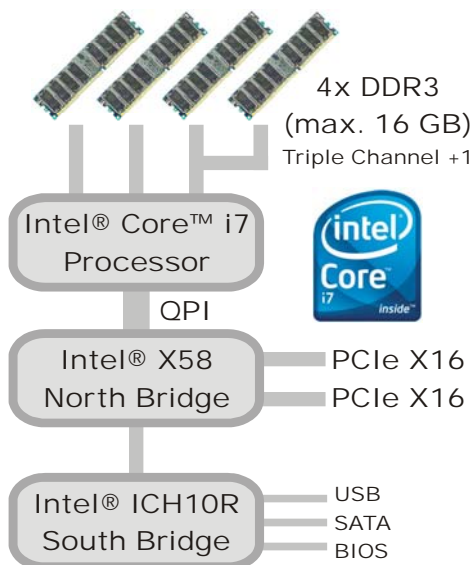 4x DDR3
(max. 16 GB)
Triple Channel +1
Intel® Core™ i7
Processor
intel
Core
i7
inside™
QPI
Intel® X58
North Bridge
PCIe X16
PCIe X16
Intel® ICH10R
South Bridge
USB
SATA
BIOS